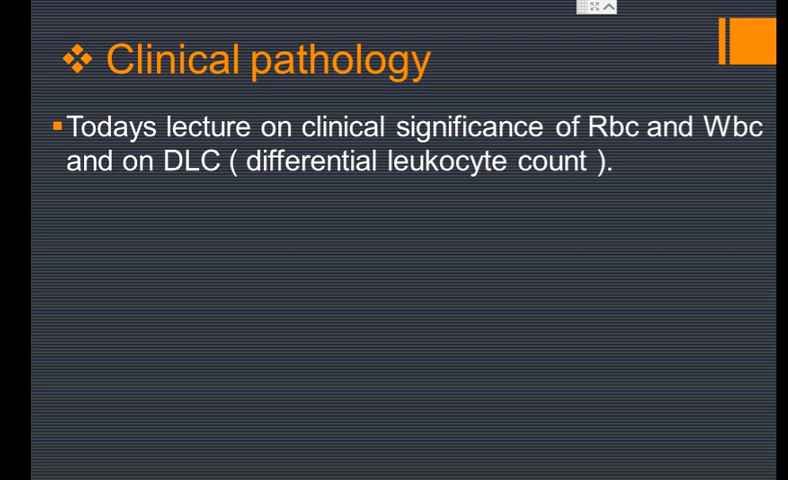 ❖ Clinical pathology
▪Todays lecture on clinical significance of Rbc and Wbc
and on DLC ( differential leukocyte count ).